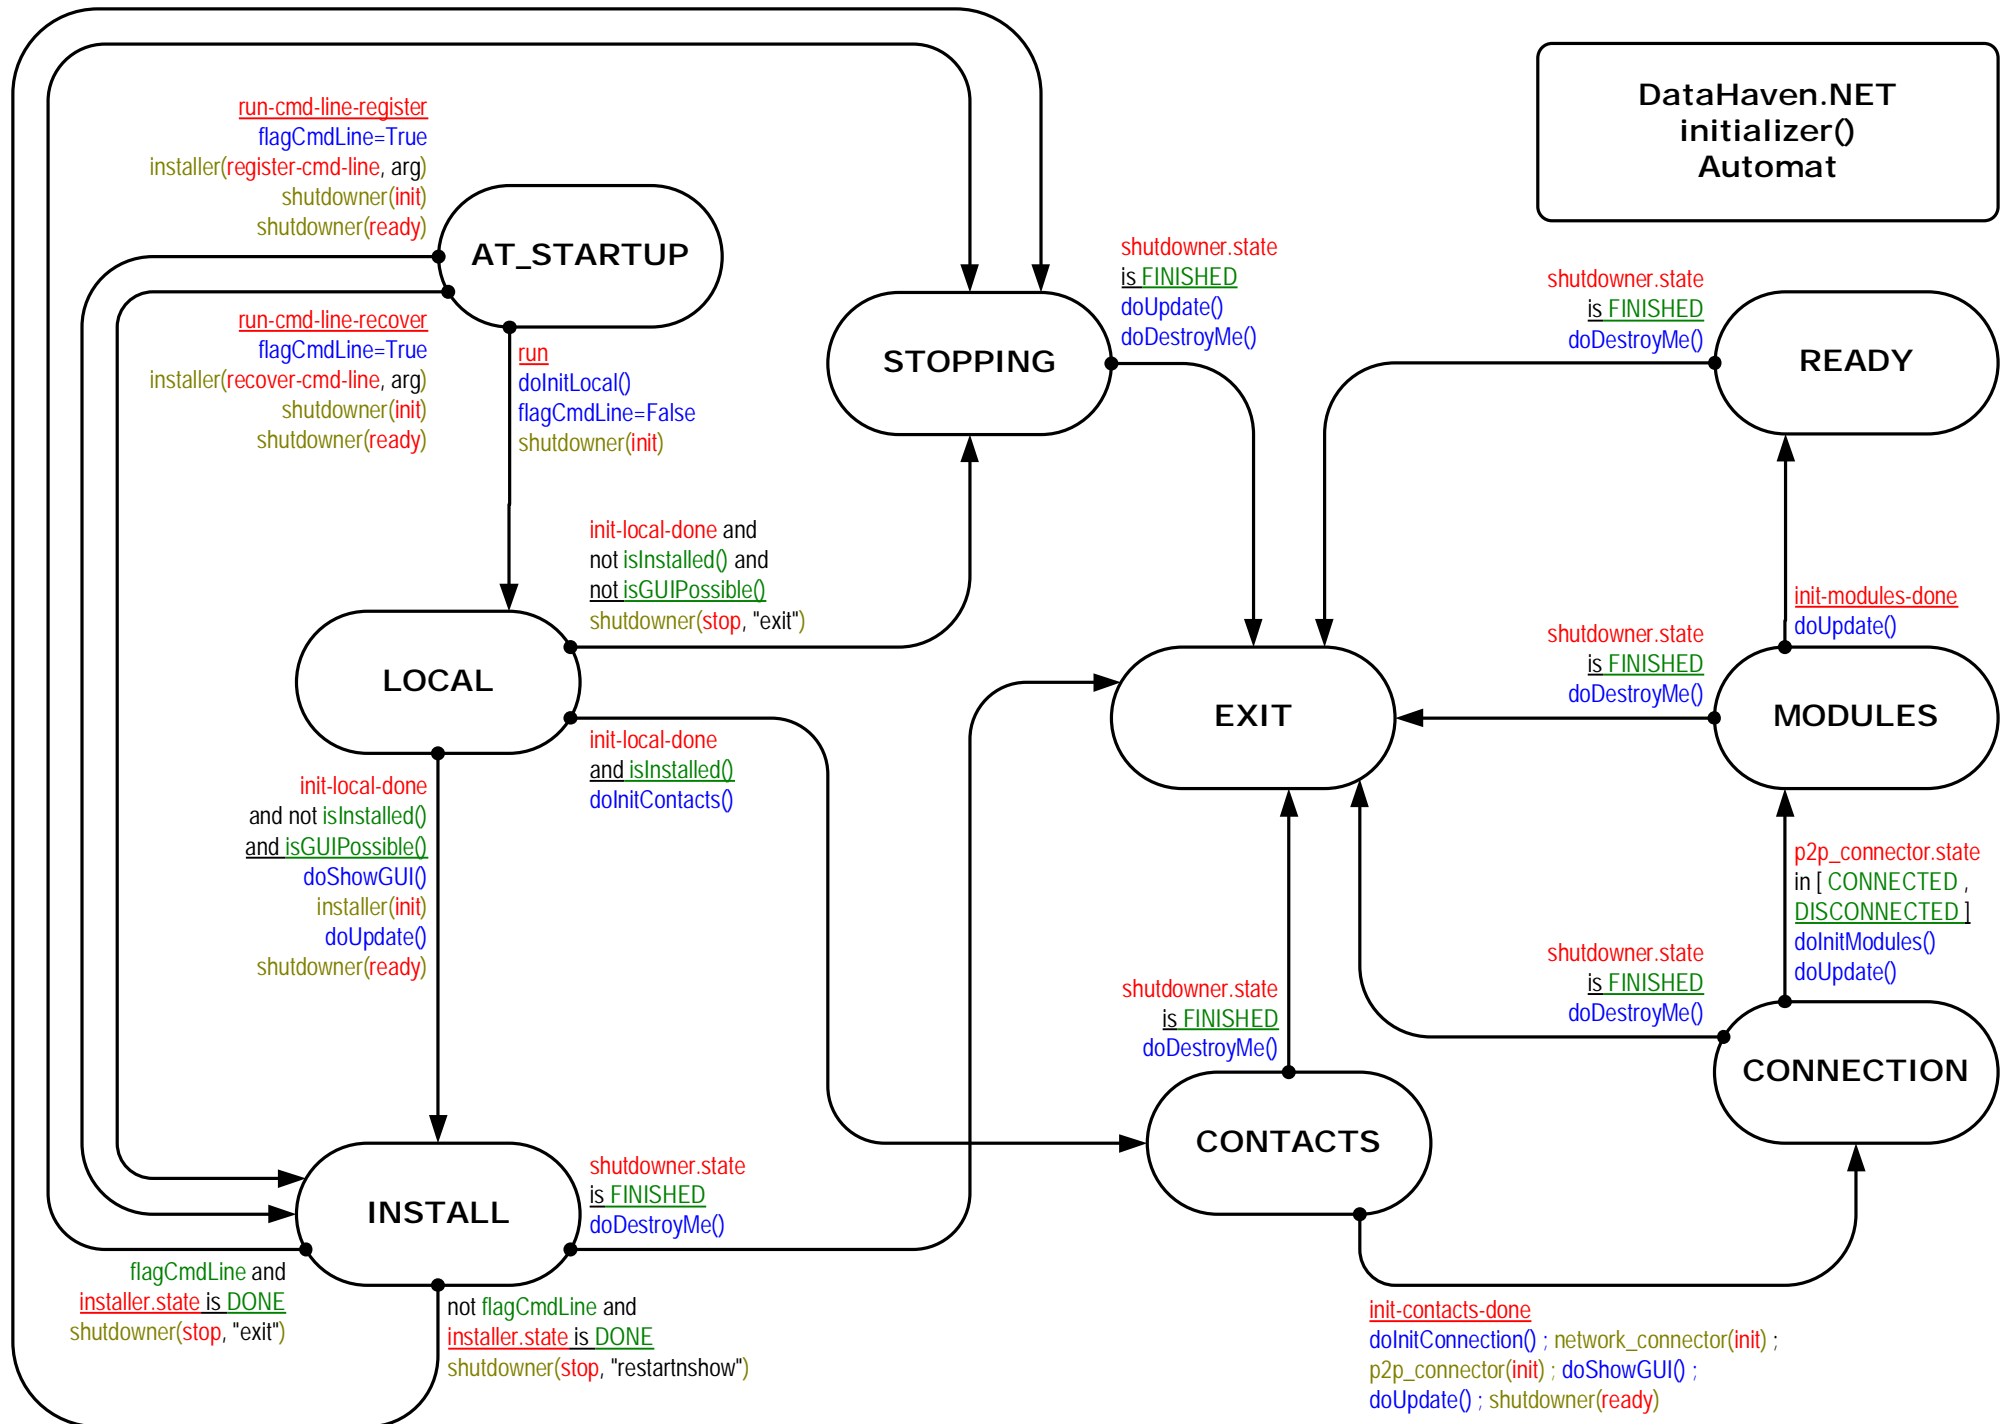 DataHaven.NET
initializer()
Automat
run-cmd-line-register
flagCmdLine=True
installer(register-cmd-line, arg)
shutdowner(init)
shutdowner(ready)
AT_STARTUP
run-cmd-line-recover
flagCmdLine=True
installer(recover-cmd-line, arg)
shutdowner(init)
shutdowner(ready)
run
doInitLocal()
flagCmdLine=False
shutdowner(init)
STOPPING
shutdowner.state
is FINISHED
doUpdate()
doDestroyMe()
shutdowner.state
is FINISHED
doDestroyMe()
READY
init-local-done and
not isInstalled() and
not isGUIPossible()
shutdowner(stop, "exit")
LOCAL
init-local-done
and isInstalled()
doInitContacts()
init-local-done
and not isInstalled()
and isGUIPossible()
doShowGUI()
installer(init)
doUpdate()
shutdowner(ready)
EXIT
init-modules-done
doUpdate()
shutdowner.state
is FINISHED
doDestroyMe()
MODULES
p2p_connector.state
in [ CONNECTED ,
DISCONNECTED ]
doInitModules()
doUpdate()
shutdowner.state
is FINISHED
doDestroyMe()
CONNECTION
shutdowner.state
is FINISHED
doDestroyMe()
CONTACTS
INSTALL
shutdowner.state
is FINISHED
doDestroyMe()
flagCmdLine and
installer.state is DONE
shutdowner(stop, "exit")
not flagCmdLine and
installer.state is DONE
shutdowner(stop, "restartnshow")
init-contacts-done
doInitConnection() ; network_connector(init) ;
p2p_connector(init) ; doShowGUI() ;
doUpdate() ; shutdowner(ready)